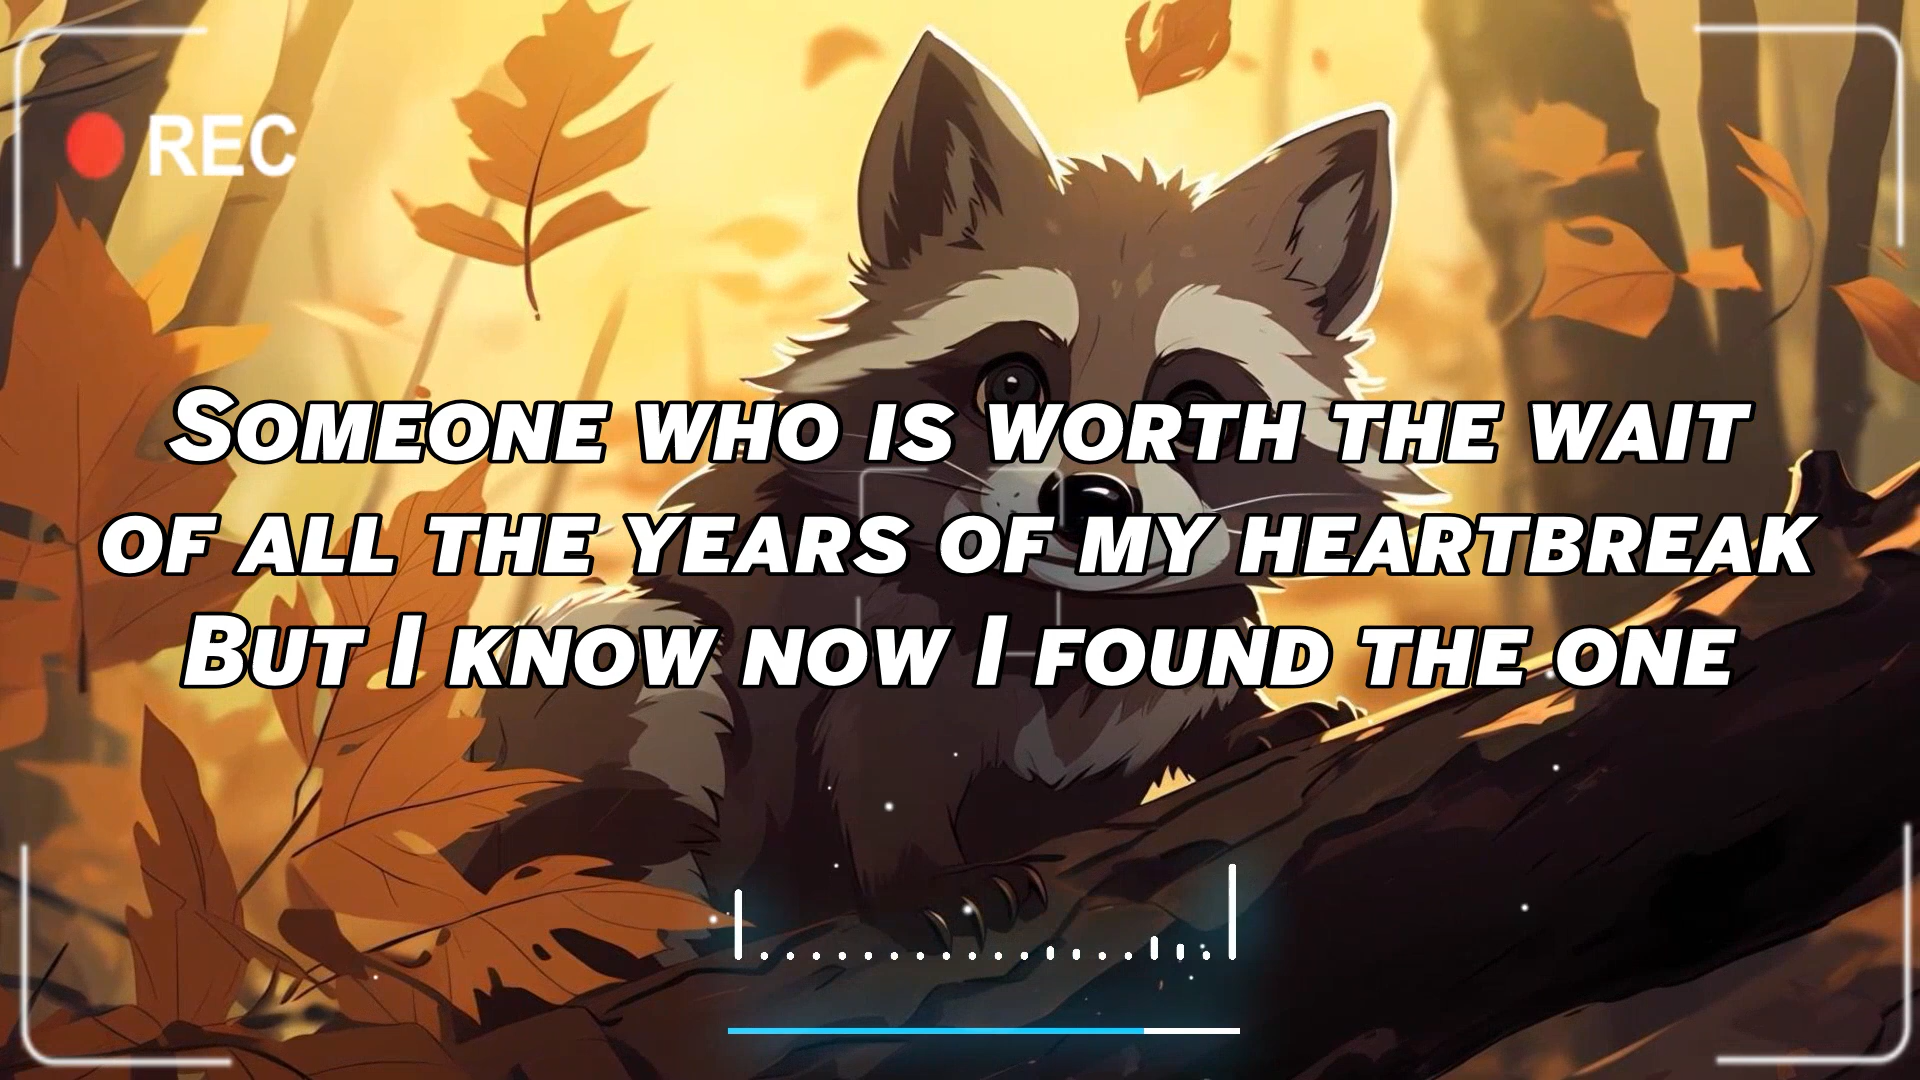 REC
Someone who is worth the wait
of all the years of my heartbreak
But I know now I found the one